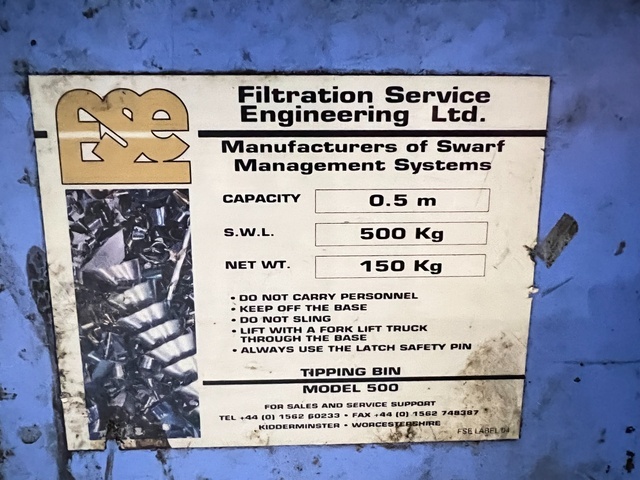 FSE
Filtration Service
Engineering Ltd.
Manufacturers of Swarf
Management Systems
CAPACITY 0.5 m
S.W.L. 500 Kg
NET WT. 150 Kg
• DO NOT CARRY PERSONNEL
• KEEP OFF THE BASE
• DO NOT SLING
• LIFT WITH A FORK LIFT TRUCK
THROUGH THE BASE
• ALWAYS USE THE LATCH SAFETY PIN
TIPPING BIN
MODEL 500
FOR SALES AND SERVICE SUPPORT
TEL +44 (0) 1562 60233 • FAX +44 (0) 1562 748387
KIDDERMINSTER • WORCESTERSHIRE
FSE LABEL 04